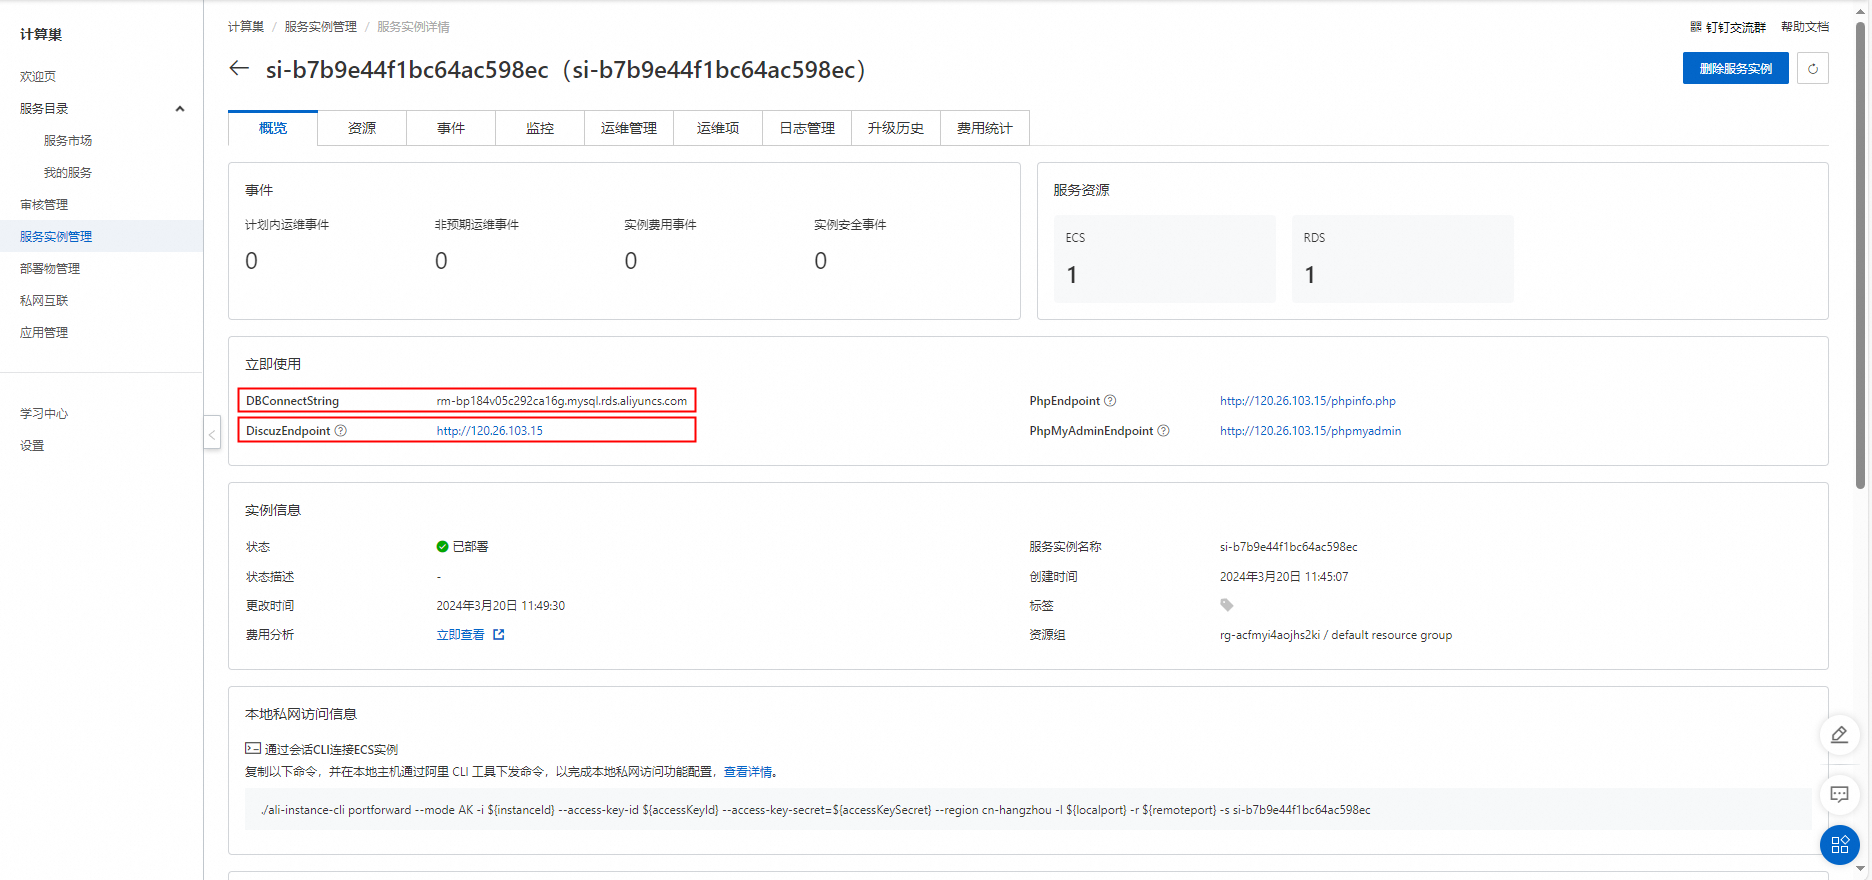 计算巢
欢迎页
服务目录
服务市场
我的服务
审核管理
服务实例管理
部署物管理
私网互联
应用管理
学习中心
设置
计算巢 / 服务实例管理 / 服务实例详情
钉钉交流群 帮助文档
si-b7b9e44f1bc64ac598ec（si-b7b9e44f1bc64ac598ec）
删除服务实例
概览 资源 事件 监控 运维管理 运维项 日志管理 升级历史 费用统计
事件
计划内运维事件 非预期运维事件 实例费用事件 实例安全事件
0 0 0 0
服务资源
ECS RDS
1 1
立即使用
DBConnectString rm-bp184v05c292ca16g.mysql.rds.aliyuncs.com PhpEndpoint http://120.26.103.15/phpinfo.php
DiscuzEndpoint http://120.26.103.15 PhpMyAdminEndpoint http://120.26.103.15/phpmyadmin
实例信息
状态 已部署 服务实例名称 si-b7b9e44f1bc64ac598ec
状态描述 - 创建时间 2024年3月20日 11:45:07
更改时间 2024年3月20日 11:49:30 标签
费用分析 立即查看 资源组 rg-acfmyi4aojhs2ki / default resource group
本地私网访问信息
通过会话CLI连接ECS实例
复制以下命令，并在本地主机通过阿里 CLI 工具下发命令，以完成本地私网访问功能配置，查看详情。
./ali-instance-cli portforward --mode AK -i ${instanceId} --access-key-id ${accessKeyId} --access-key-secret=${accessKeySecret} --region cn-hangzhou -l ${localport} -r ${remoteport} -s si-b7b9e44f1bc64ac598ec